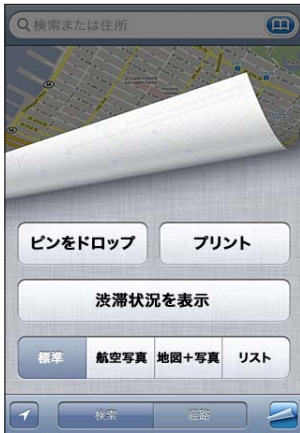 検索または住所
ピンをドロップ
プリント
渋滞状況を表示
標準
航空写真
地図+写真
リスト
検索
経路